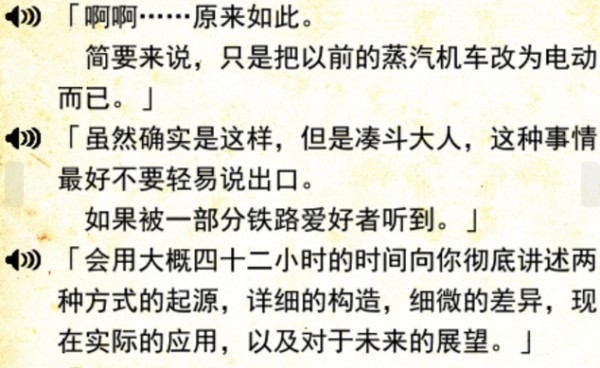 「啊啊……原来如此。
简要来说，只是把以前的蒸汽机车改为电动
而已。」
「虽然确实是这样，但是凑斗大人，这种事情
最好不要轻易说出口。
如果被一部分铁路爱好者听到。」
「会用大概四十二小时的时间向你彻底讲述两
种方式的起源，详细的构造，细微的差异，现
在实际的应用，以及对于未来的展望。」